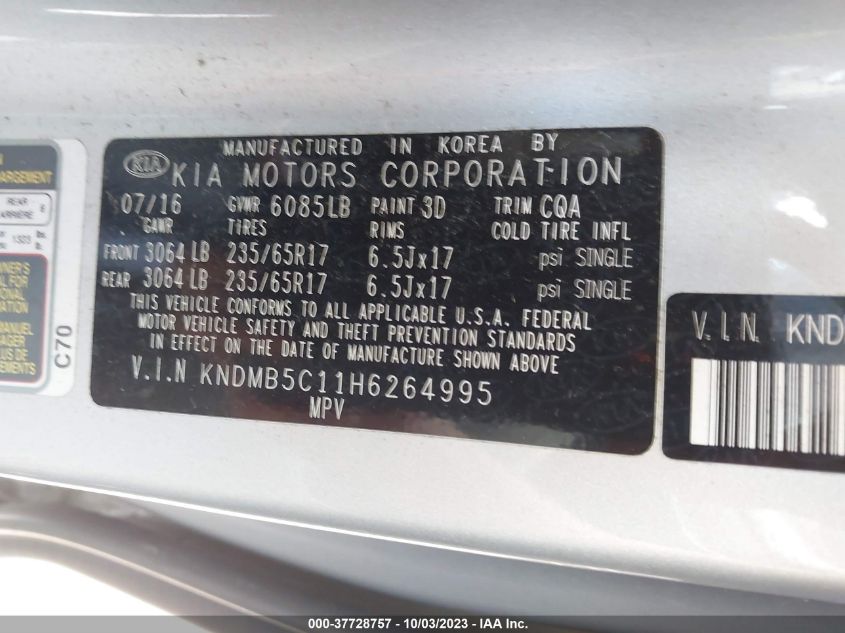 MANUFACTURED IN KOREA BY
KIA KIA MOTORS CORPORATION
07/16 GVWR 6085LB PAINT 3D TRIM CQA
GAWR TIRES RIMS COLD TIRE INFL
FRONT 3064 LB 235/65R17 6.5Jx17 psi SINGLE
REAR 3064 LB 235/65R17 6.5Jx17 psi SINGLE
THIS VEHICLE CONFORMS TO ALL APPLICABLE U.S.A. FEDERAL
MOTOR VEHICLE SAFETY AND THEFT PREVENTION STANDARDS
IN EFFECT ON THE DATE OF MANUFACTURE SHOWN ABOVE
V.I.N KNDMB5C11H6264995
MPV
REAR
C70
V.I.N. KND
000-37728757 - 10/03/2023 - IAA Inc.